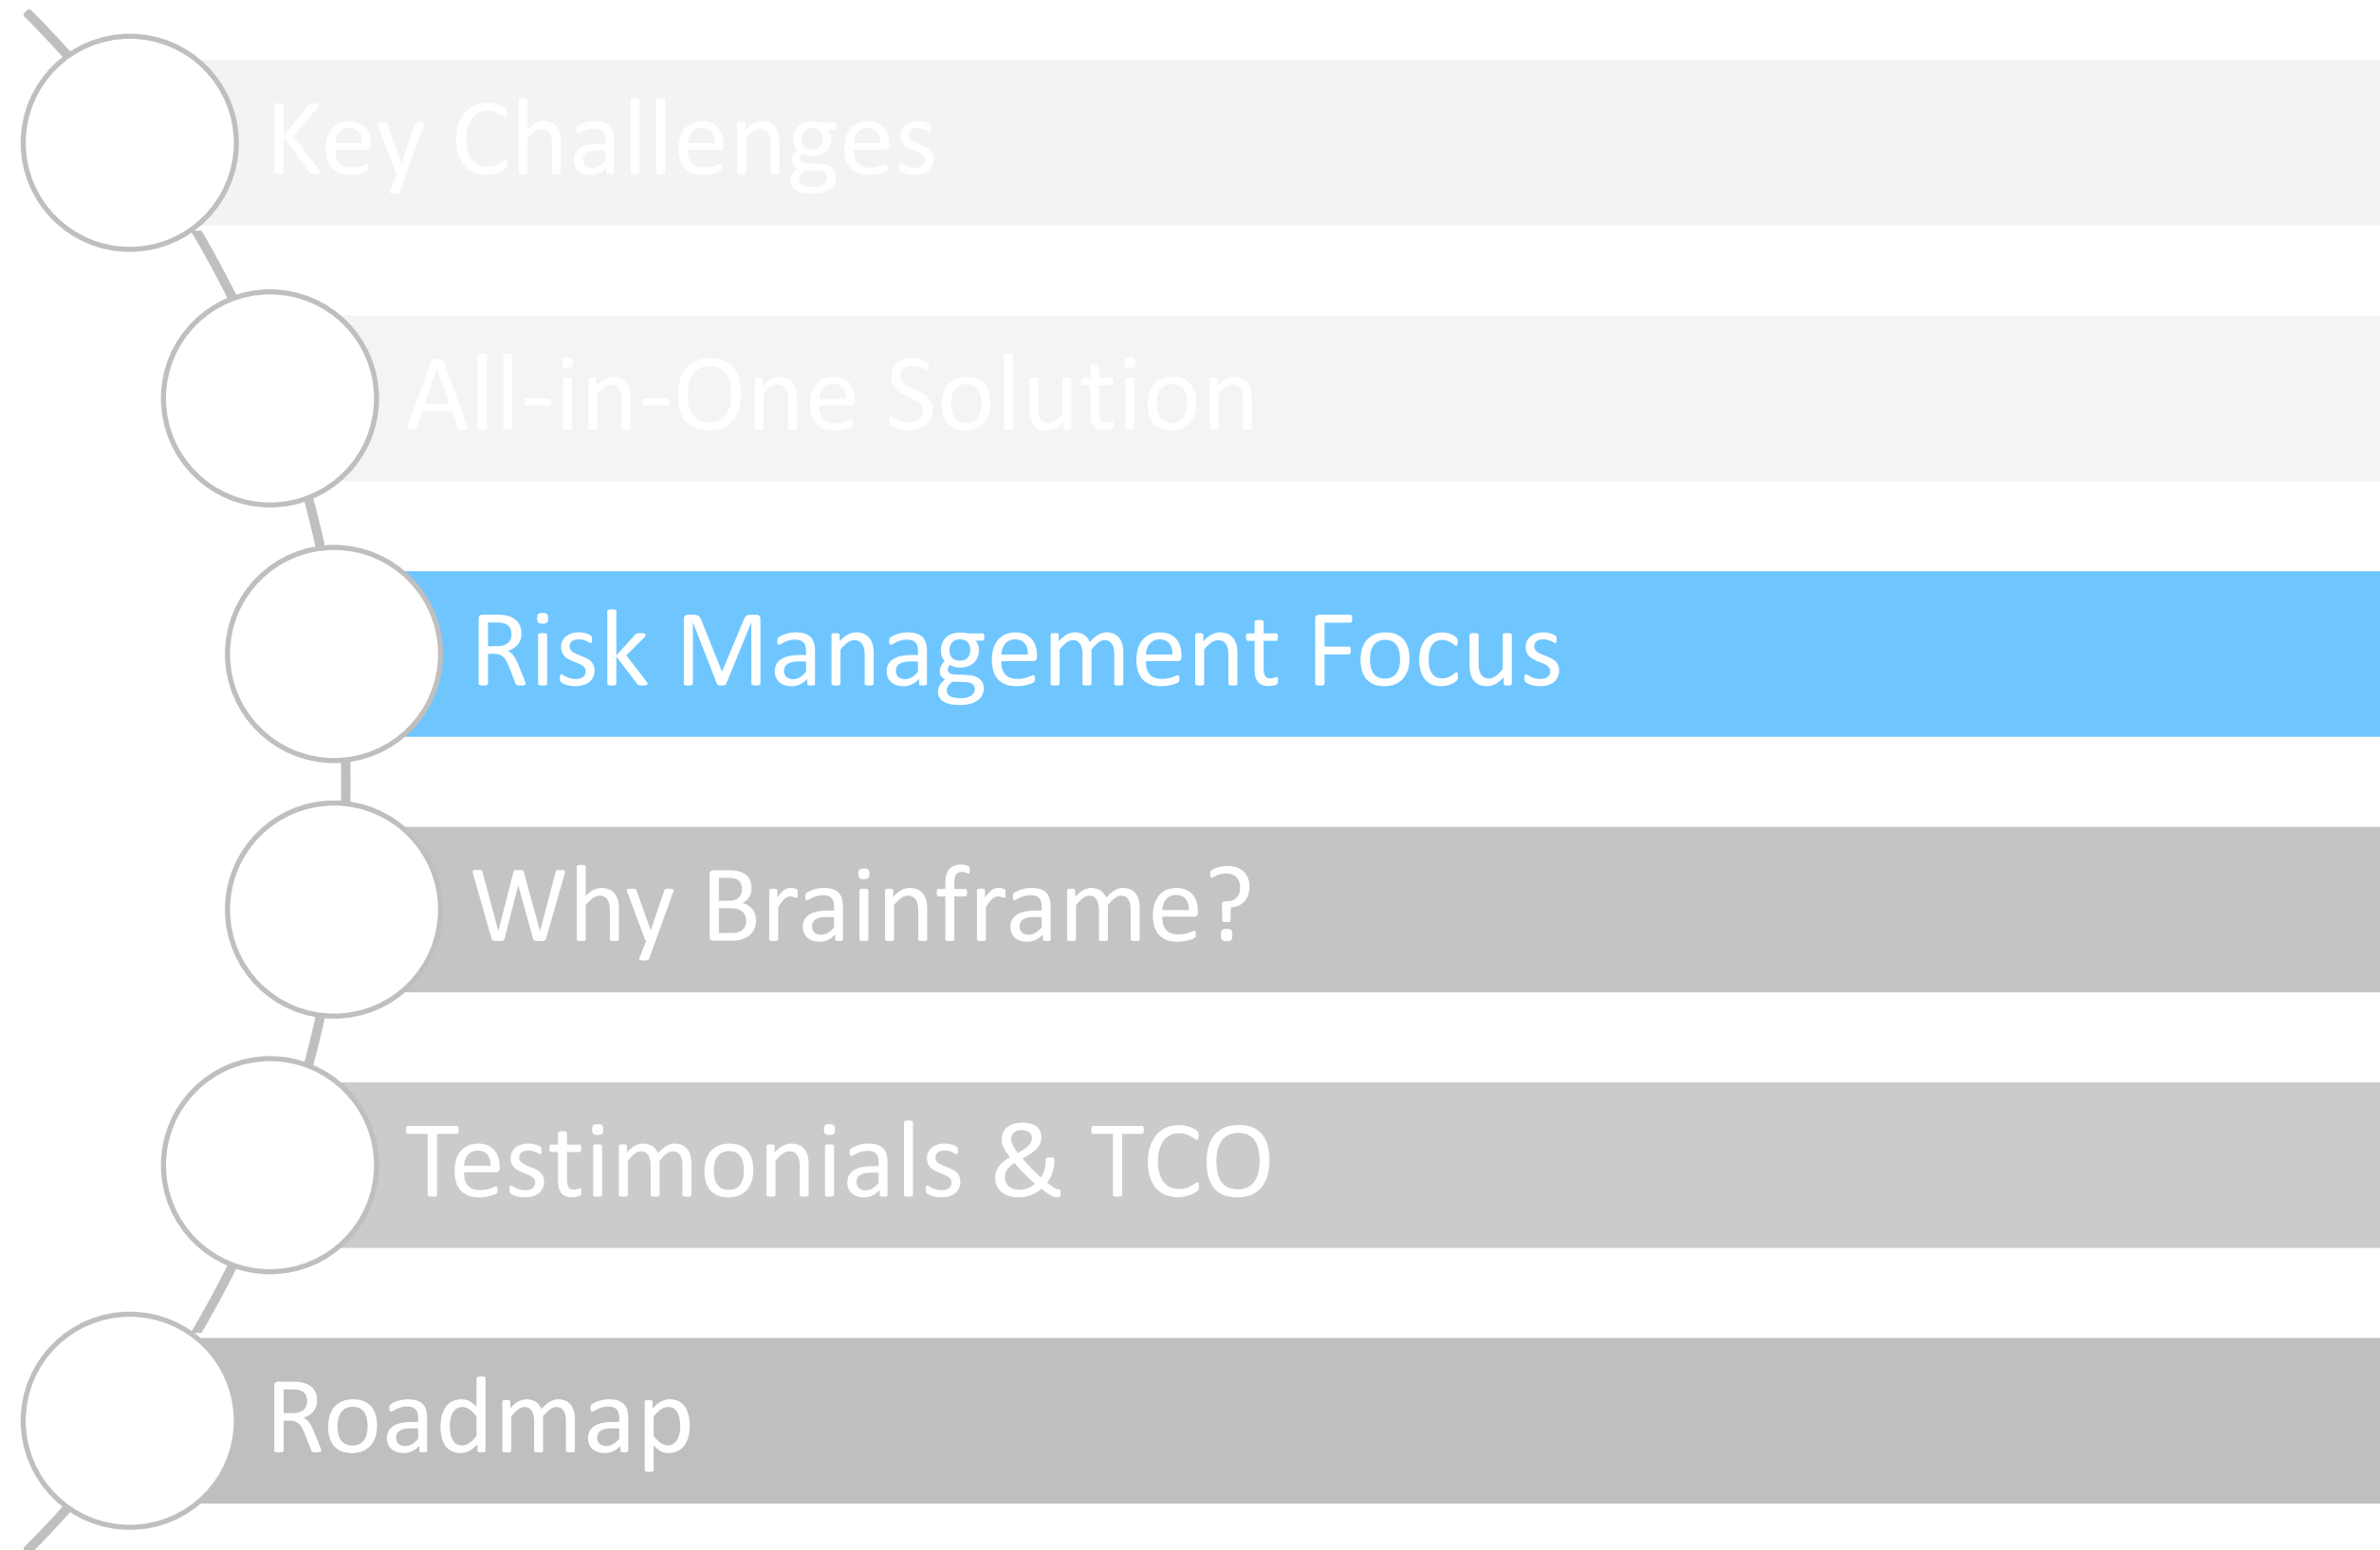 Key Challenges
All-in-One Solution
Risk Management Focus
Why Brainframe?
Testimonials & TCO
Roadmap